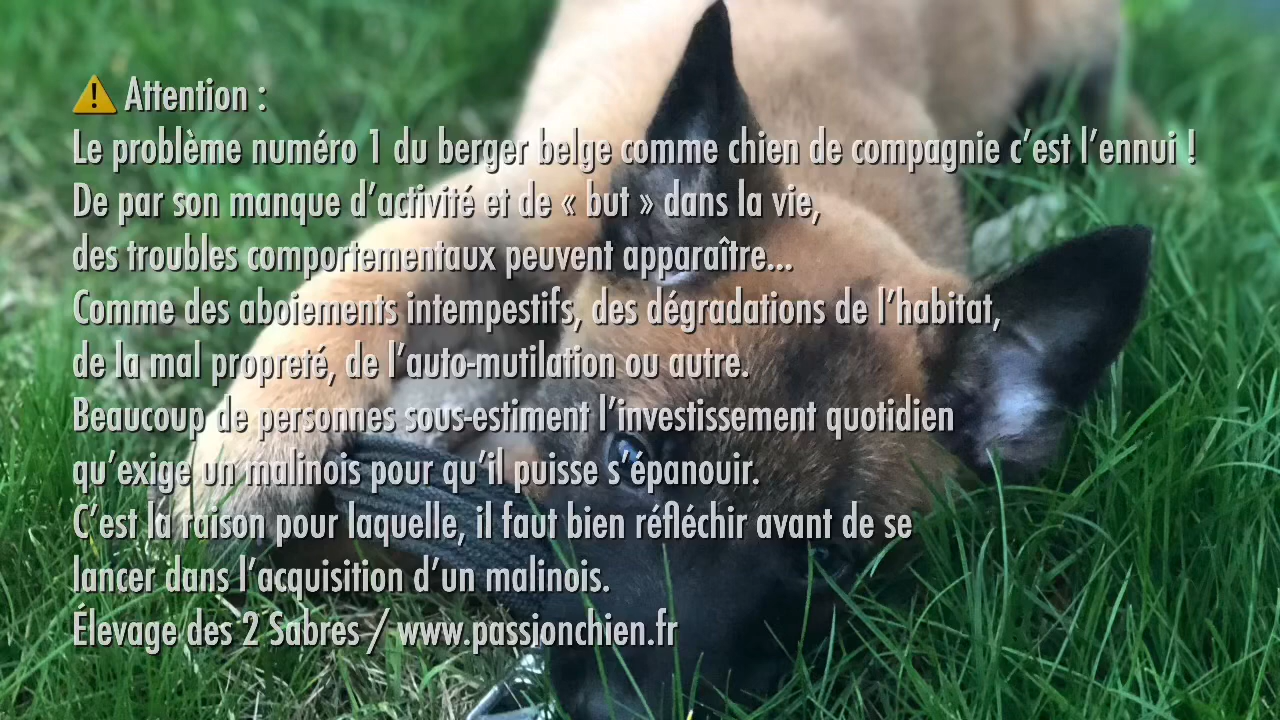 ⚠️ Attention :
Le problème numéro 1 du berger belge comme chien de compagnie c’est l’ennui !
De par son manque d’activité et de « but » dans la vie,
des troubles comportementaux peuvent apparaître...
Comme des aboiements intempestifs, des dégradations de l’habitat,
de la mal propreté, de l’auto-mutilation ou autre.
Beaucoup de personnes sous-estiment l’investissement quotidien
qu’exige un malinois pour qu’il puisse s’épanouir.
C’est la raison pour laquelle, il faut bien réfléchir avant de se
lancer dans l’acquisition d’un malinois.
Élevage des 2 Sabres / www.passionchien.fr